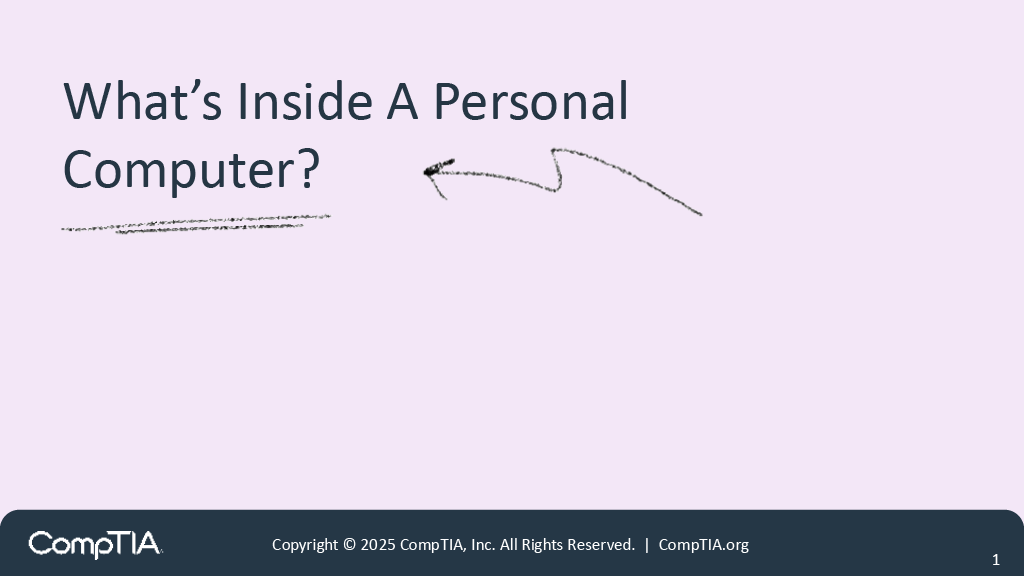 What’s Inside A Personal
Computer?
CompTIA
Copyright © 2025 CompTIA, Inc. All Rights Reserved. | CompTIA.org
1